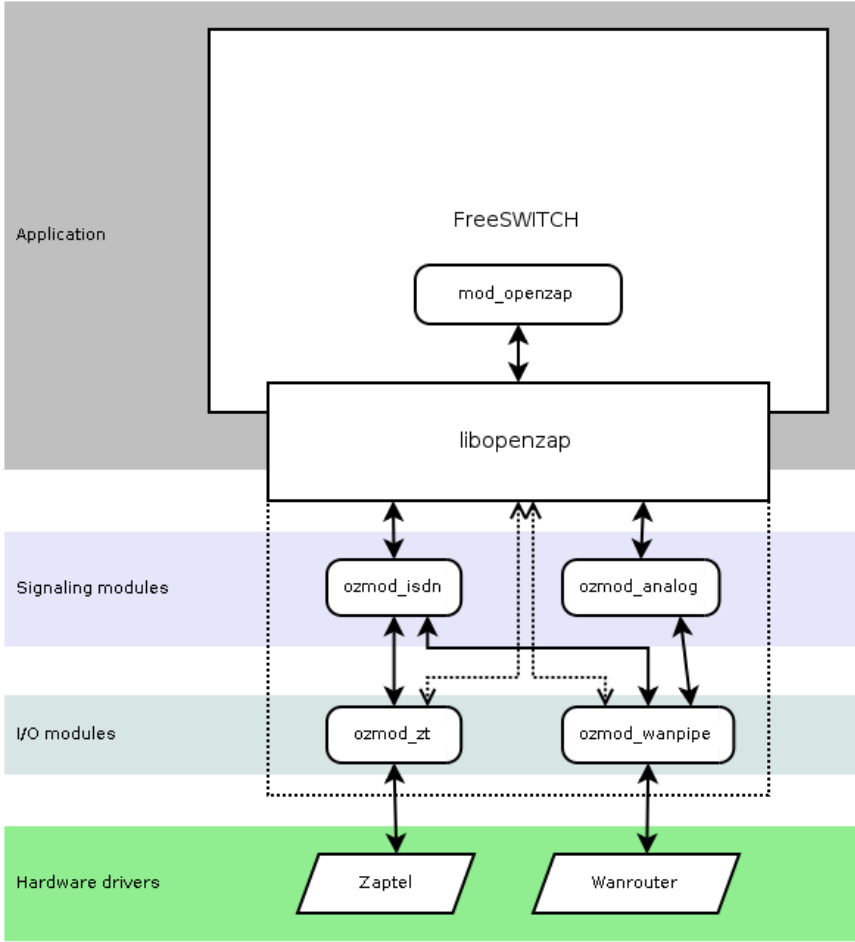 FreeSWITCH
Application
mod_openzap
libopenzap
Signaling modules
ozmod_isdn
ozmod_analog
I/O modules
ozmod_zt
ozmod_wanpipe
Hardware drivers
Zaptel
Wanrouter